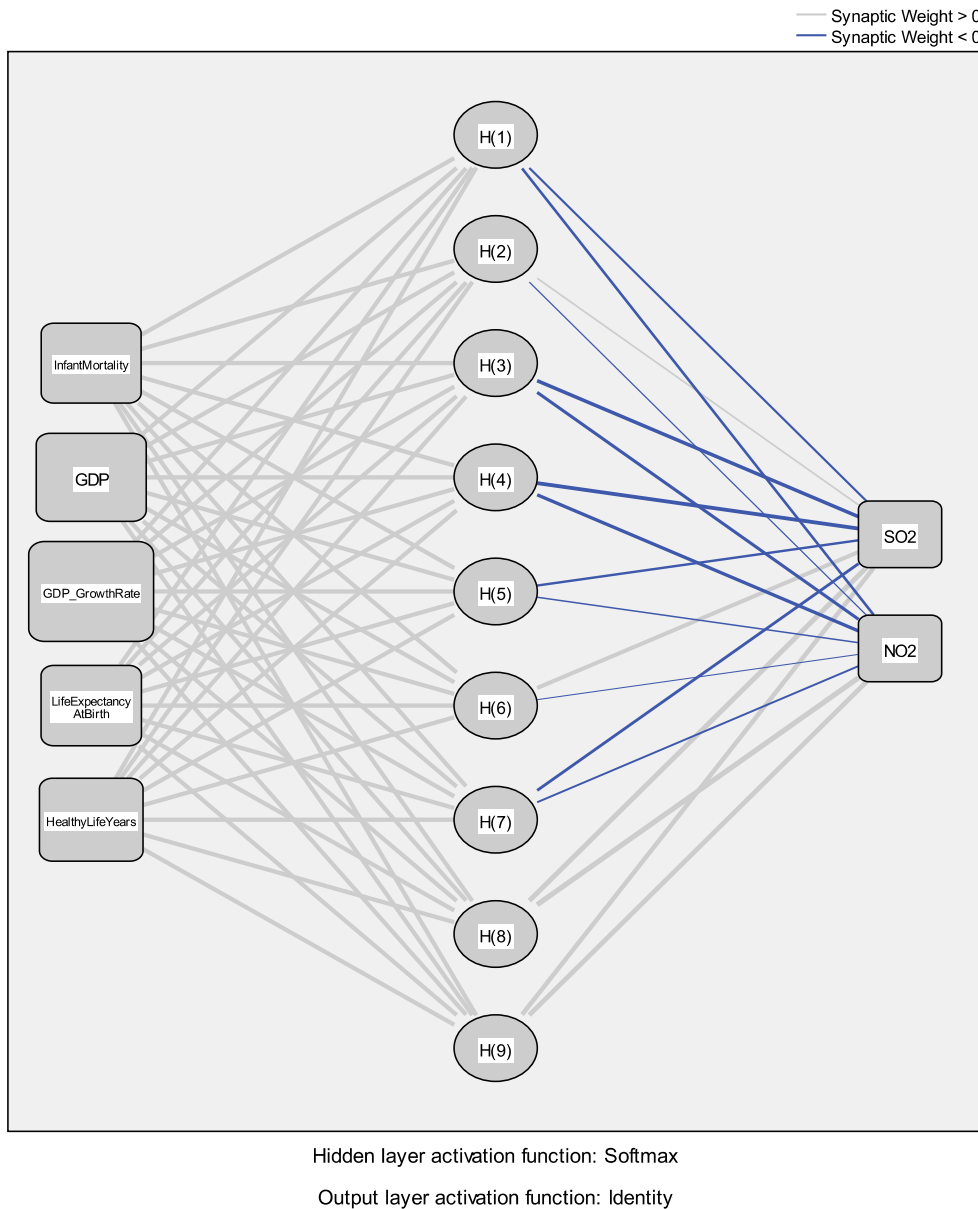 Synaptic Weight > 0
Synaptic Weight < 0
H(1)
H(2)
H(3)
H(4)
H(5)
H(6)
H(7)
H(8)
H(9)
InfantMortality
GDP
GDP_GrowthRate
LifeExpectancy
AtBirth
HealthyLifeYears
SO2
NO2
Hidden layer activation function: Softmax
Output layer activation function: Identity